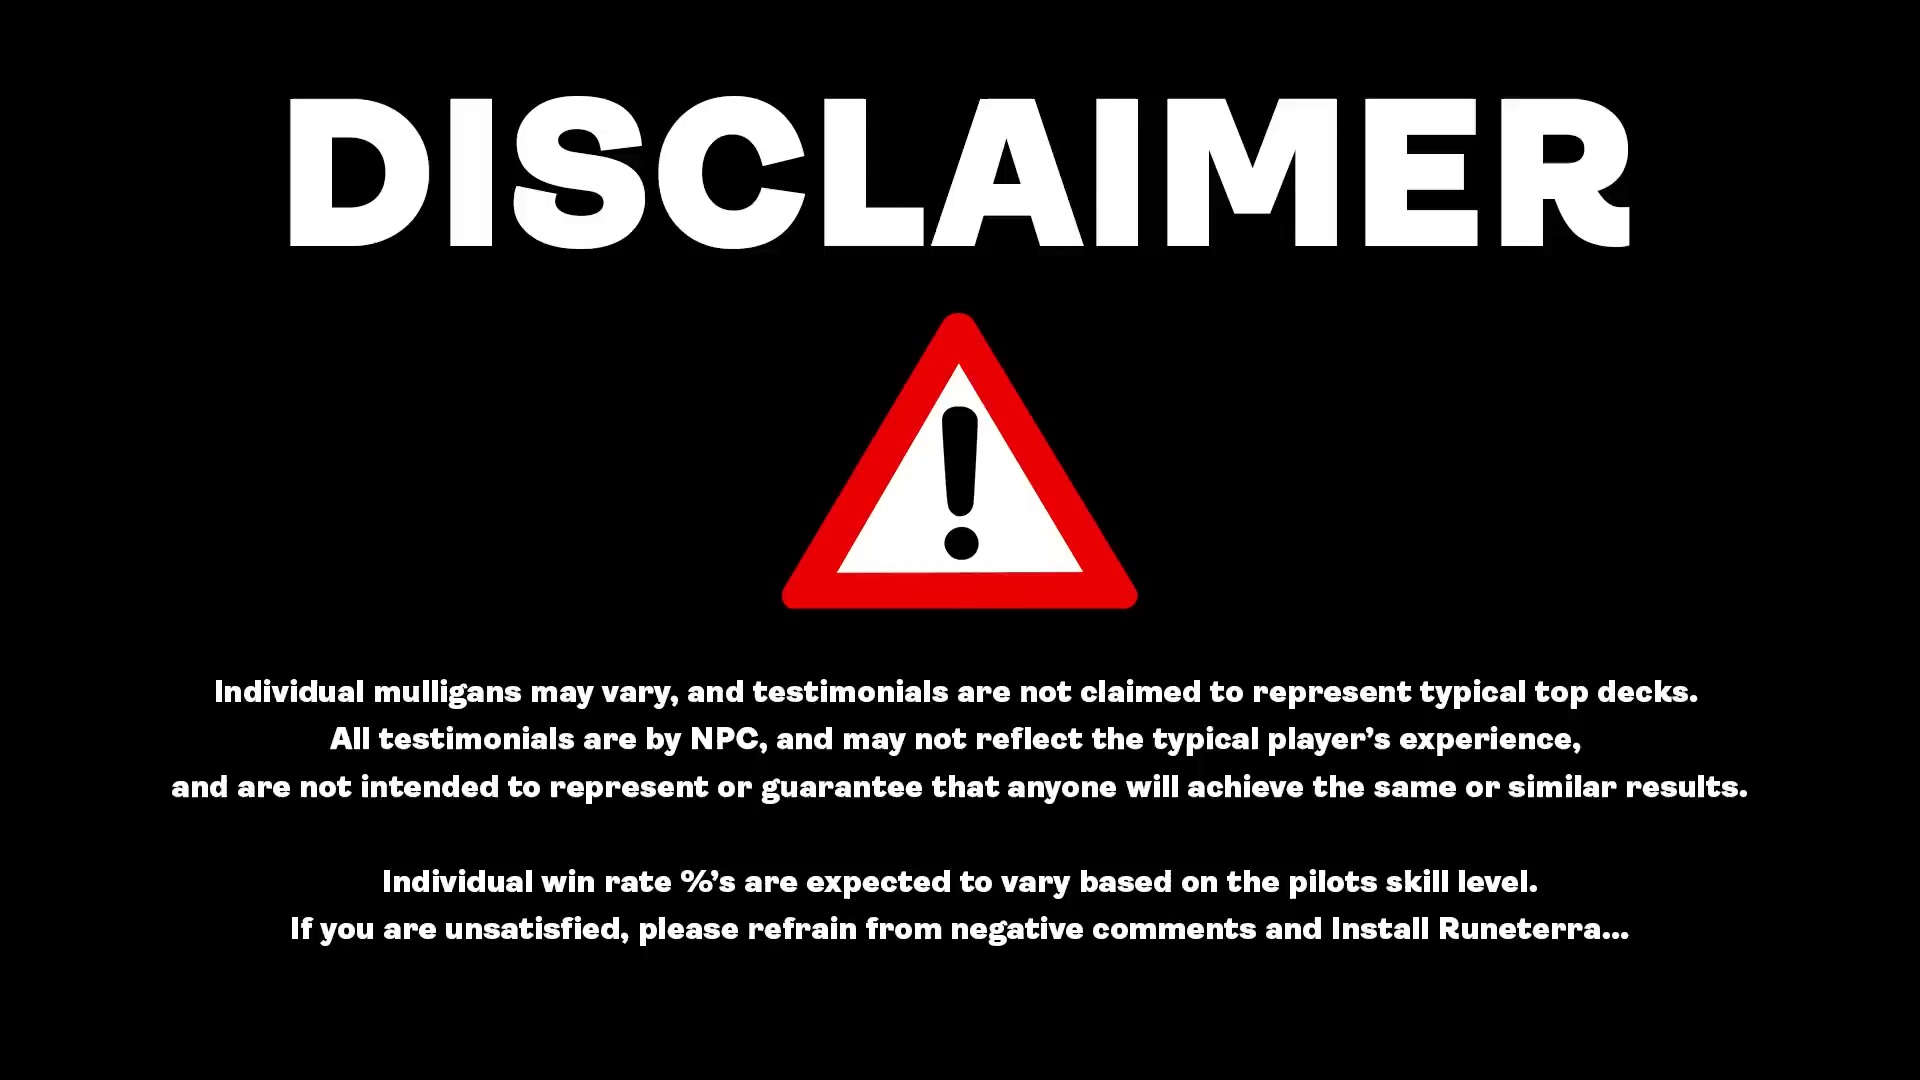 DISCLAIMER
!
Individual mulligans may vary, and testimonials are not claimed to represent typical top decks.
All testimonials are by NPC, and may not reflect the typical player’s experience,
and are not intended to represent or guarantee that anyone will achieve the same or similar results.
Individual win rate %’s are expected to vary based on the pilots skill level.
If you are unsatisfied, please refrain from negative comments and Install Runeterra...